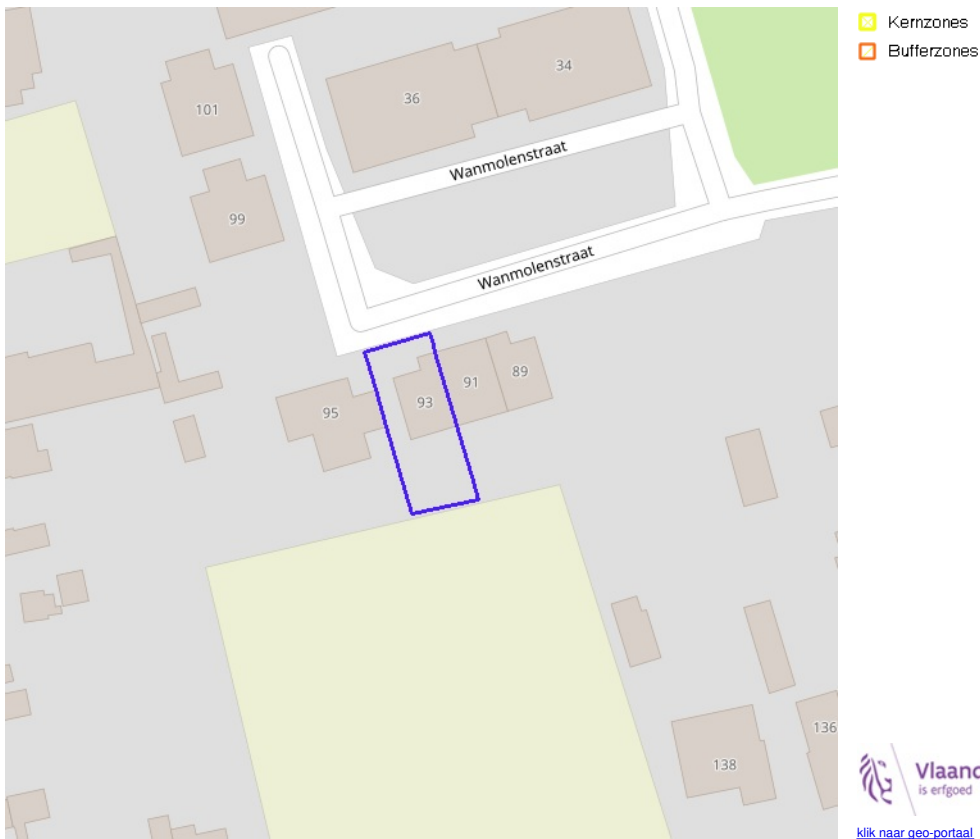 Kernzones
Bufferzones
34
36
101
Wanmolenstraat
99
Wanmolenstraat
89
91
93
95
136
138
Vlaand
is erfgoed
klik naar geo-portaal